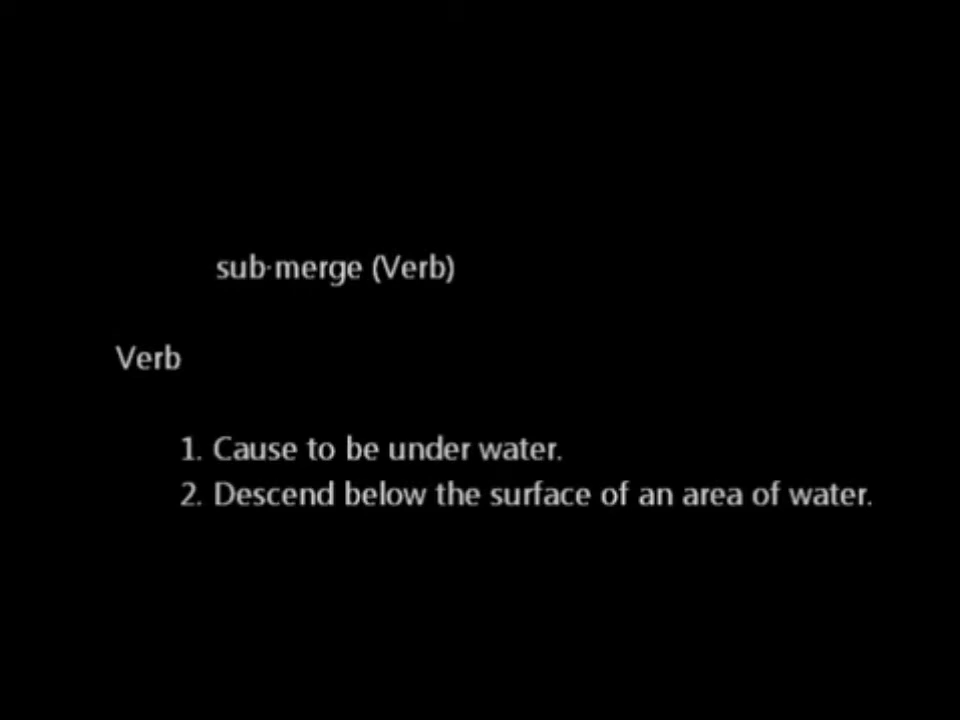 sub·merge (Verb)
Verb
1. Cause to be under water.
2. Descend below the surface of an area of water.